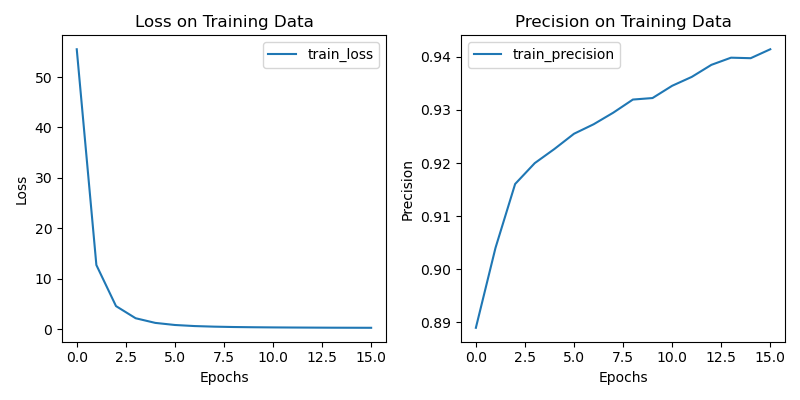 Loss on Training Data
train_loss
50
40
30
20
10
0
Loss
0.0 2.5 5.0 7.5 10.0 12.5 15.0
Epochs
Precision on Training Data
train_precision
0.94
0.93
0.92
0.91
0.90
0.89
Precision
0.0 2.5 5.0 7.5 10.0 12.5 15.0
Epochs